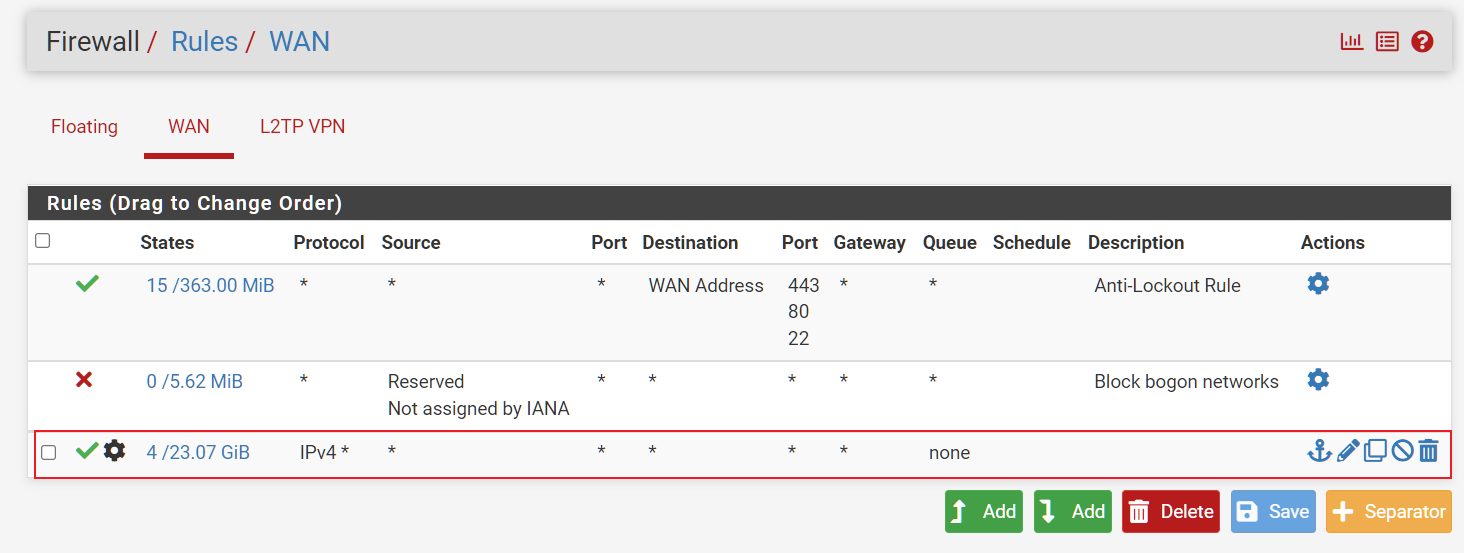 Firewall / Rules / WAN
Floating WAN L2TP VPN
Rules (Drag to Change Order)
States Protocol Source Port Destination Port Gateway Queue Schedule Description Actions
15 /363.00 MiB * * * WAN Address 443 * * Anti-Lockout Rule
80
22
0 /5.62 MiB * Reserved * * * * * Block bogon networks
Not assigned by IANA
4 /23.07 GiB IPv4 * * * * * * none
Add Add Delete Save Separator